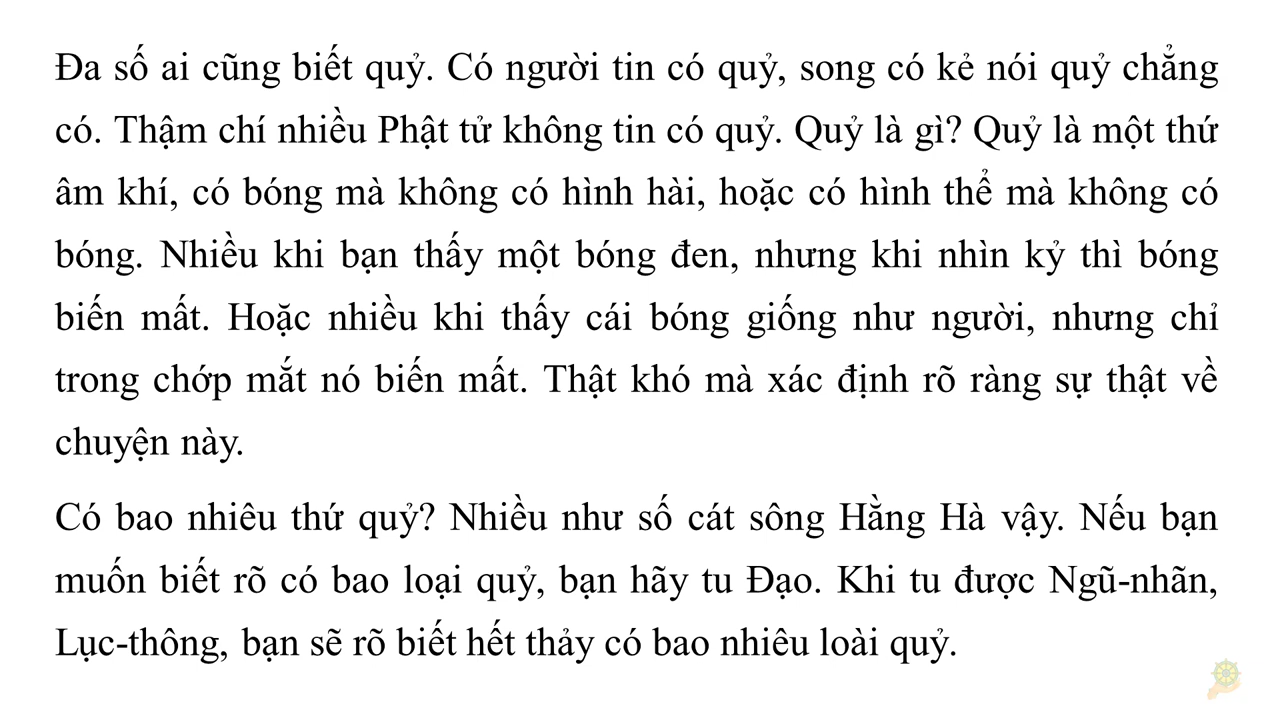 Đa số ai cũng biết quỷ. Có người tin có quỷ, song có kẻ nói quỷ chẳng
có. Thậm chí nhiều Phật tử không tin có quỷ. Quỷ là gì? Quỷ là một thứ
âm khí, có bóng mà không có hình hài, hoặc có hình thể mà không có
bóng. Nhiều khi bạn thấy một bóng đen, nhưng khi nhìn kỷ thì bóng
biến mất. Hoặc nhiều khi thấy cái bóng giống như người, nhưng chỉ
trong chớp mắt nó biến mất. Thật khó mà xác định rõ ràng sự thật về
chuyện này.
Có bao nhiêu thứ quỷ? Nhiều như số cát sông Hằng Hà vậy. Nếu bạn
muốn biết rõ có bao loại quỷ, bạn hãy tu Đạo. Khi tu được Ngũ-nhãn,
Lục-thông, bạn sẽ rõ biết hết thảy có bao nhiêu loài quỷ.